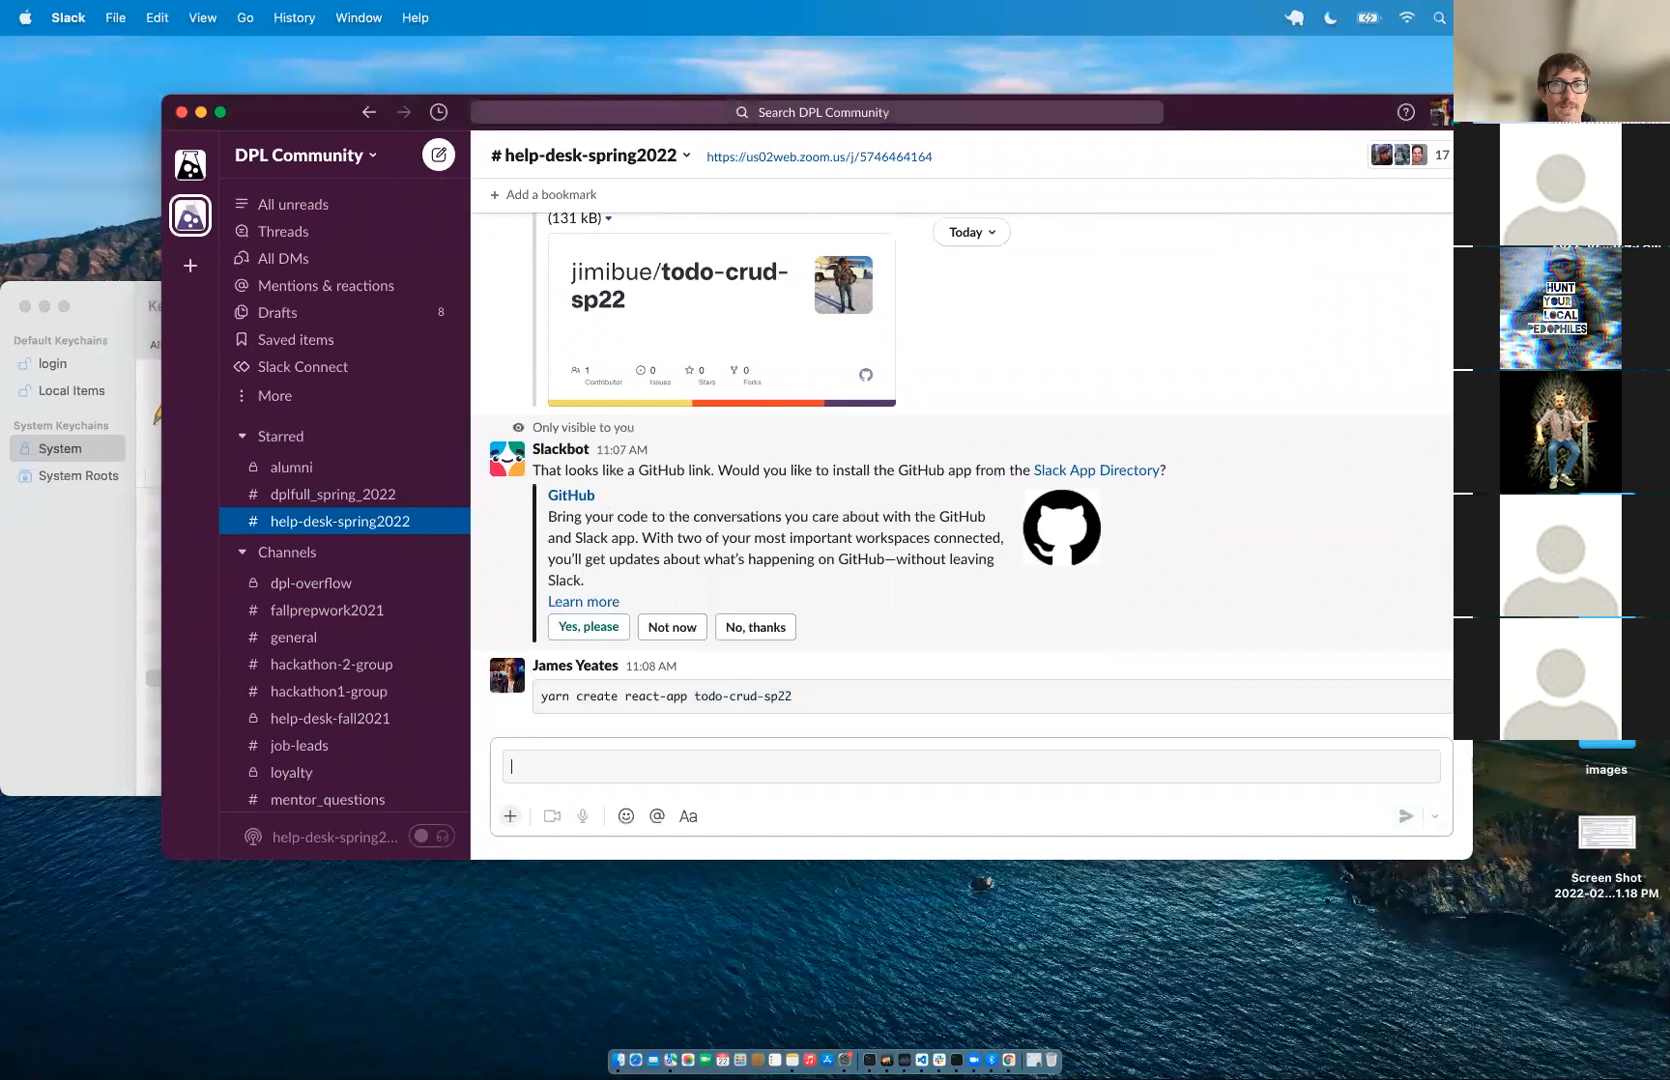 Slack File Edit View Go History Window Help
Search DPL Community
DPL Community
# help-desk-spring2022
https://us02web.zoom.us/j/5746464164
17
+ Add a bookmark
All unreads
Threads
All DMs
Mentions & reactions
Drafts 8
Saved items
Slack Connect
More
Starred
alumni
# dplfull_spring_2022
# help-desk-spring2022
Channels
dpl-overflow
# fallprepwork2021
# general
# hackathon-2-group
# hackathon1-group
help-desk-fall2021
# job-leads
loyalty
# mentor_questions
help-desk-spring2...
Default Keychains
login
Local Items
System Keychains
System
System Roots
(131 kB)
Today
jimibue/todo-crud-
sp22
1
Contributor
0
Issues
0
Stars
0
Forks
Only visible to you
Slackbot 11:07 AM
That looks like a GitHub link. Would you like to install the GitHub app from the Slack App Directory?
GitHub
Bring your code to the conversations you care about with the GitHub
and Slack app. With two of your most important workspaces connected,
you'll get updates about what's happening on GitHub—without leaving
Slack.
Learn more
Yes, please
Not now
No, thanks
James Yeates 11:08 AM
yarn create react-app todo-crud-sp22
Aa
HUNT
YOUR
LOCAL
PEDOPHILES
images
Screen Shot
2022-02...1.18 PM